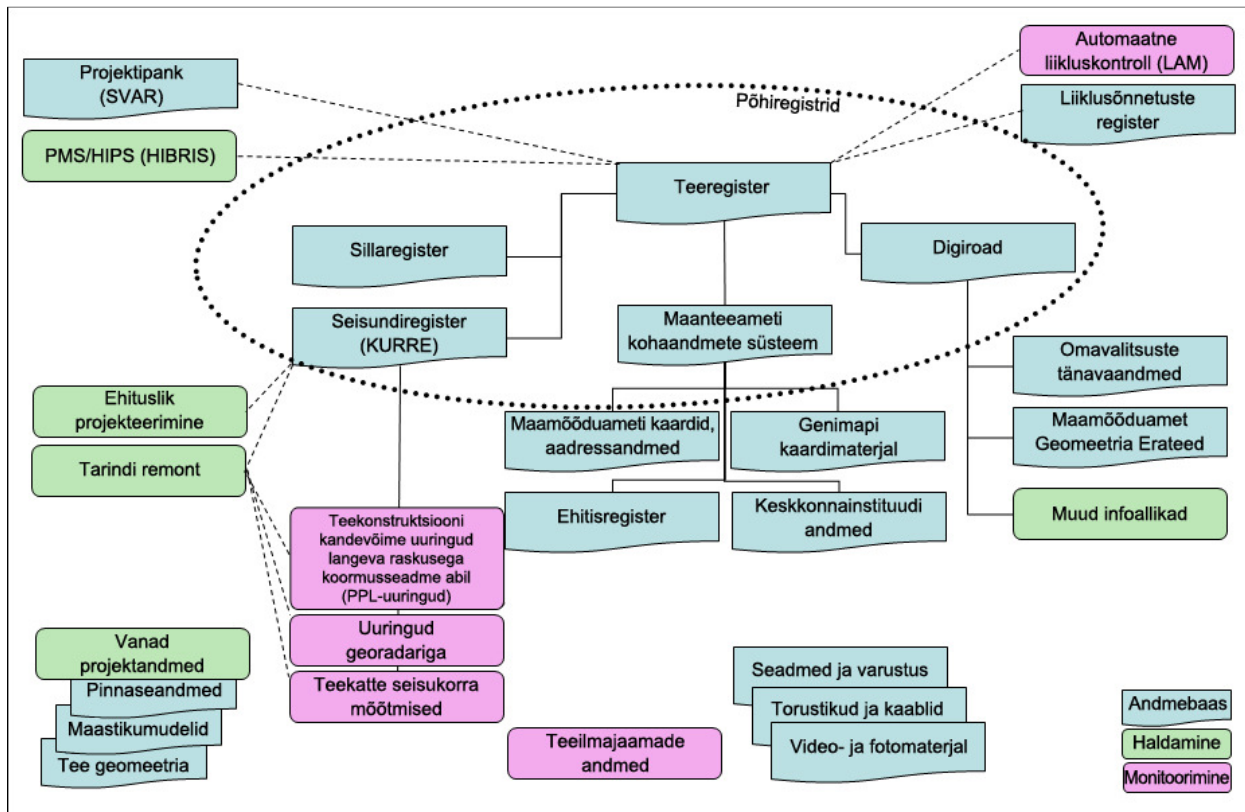 Projektipank
(SVAR)
PMS/HIPS (HIBRIS)
Põhiregistrid
Automaatne
liikluskontroll (LAM)
Liiklusõnnetuste
register
Teeregister
Sillaregister
Digiroad
Seisundiregister
(KURRE)
Maanteeameti
kohaandmete süsteem
Omavalitsuste
tänavaandmed
Ehituslik
projekteerimine
Tarindi remont
Maamõõduameti kaardid,
aadressandmed
Genimapi
kaardimaterjal
Maamõõduamet
Geomeetria Erateed
Ehitisregister
Keskkonnainstituudi
andmed
Muud infoallikad
Teekonstruktsiooni
kandevõime uuringud
langeva raskusega
koormusseadme abil
(PPL-uuringud)
Uuringud
georadariga
Teekatte seisukorra
mõõtmised
Vanad
projektandmed
Pinnaseandmed
Maastikumudelid
Tee geomeetria
Teeilmajaamade
andmed
Seadmed ja varustus
Torustikud ja kaablid
Video- ja fotomaterjal
Andmebaas
Haldamine
Monitoorimine